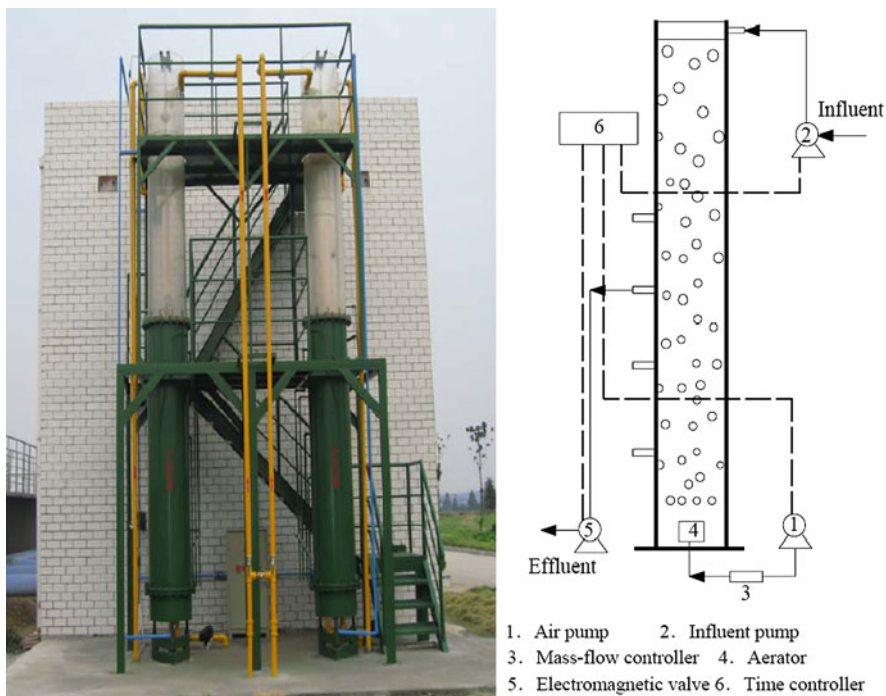 6
2
Influent
4
1
5
Effluent
3
1. Air pump 2. Influent pump
3. Mass-flow controller 4. Aerator
5. Electromagnetic valve 6. Time controller